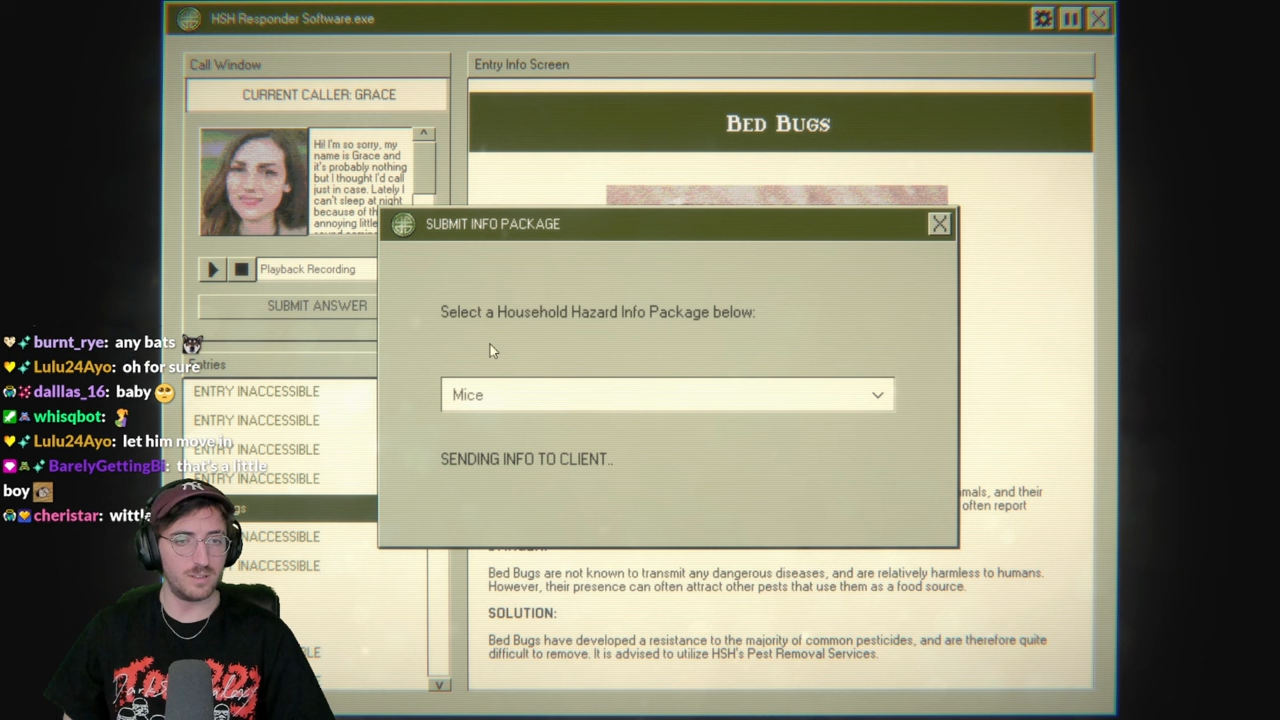 HSH Responder Software.exe
Call Window
CURRENT CALLER: GRACE
Hi! I'm so sorry, my
name is Grace and
it's probably nothing
but I thought I'd call
just in case. Lately I
can't sleep at night
because of th
annoying little
Playback Recording
SUBMIT ANSWER
Entries
ENTRY INACCESSIBLE
ENTRY INACCESSIBLE
ENTRY INACCESSIBLE
ENTRY INACCESSIBLE
gs
INACCESSIBLE
INACCESSIBLE
Entry Info Screen
BED BUGS
SUBMIT INFO PACKAGE
Select a Household Hazard Info Package below:
Mice
SENDING INFO TO CLIENT..
mals, and their
often report
Bed Bugs are not known to transmit any dangerous diseases, and are relatively harmless to humans.
However, their presence can often attract other pests that use them as a food source.
SOLUTION:
Bed Bugs have developed a resistance to the majority of common pesticides, and are therefore quite
difficult to remove. It is advised to utilize HSH's Pest Removal Services.
burnt_rye: any bats
Lulu24Ayo: oh for sure
dalllas_16: baby
whisqbot:
Lulu24Ayo: let him move in
BarelyGettingBi: that's a little
boy
cheristar: wittl